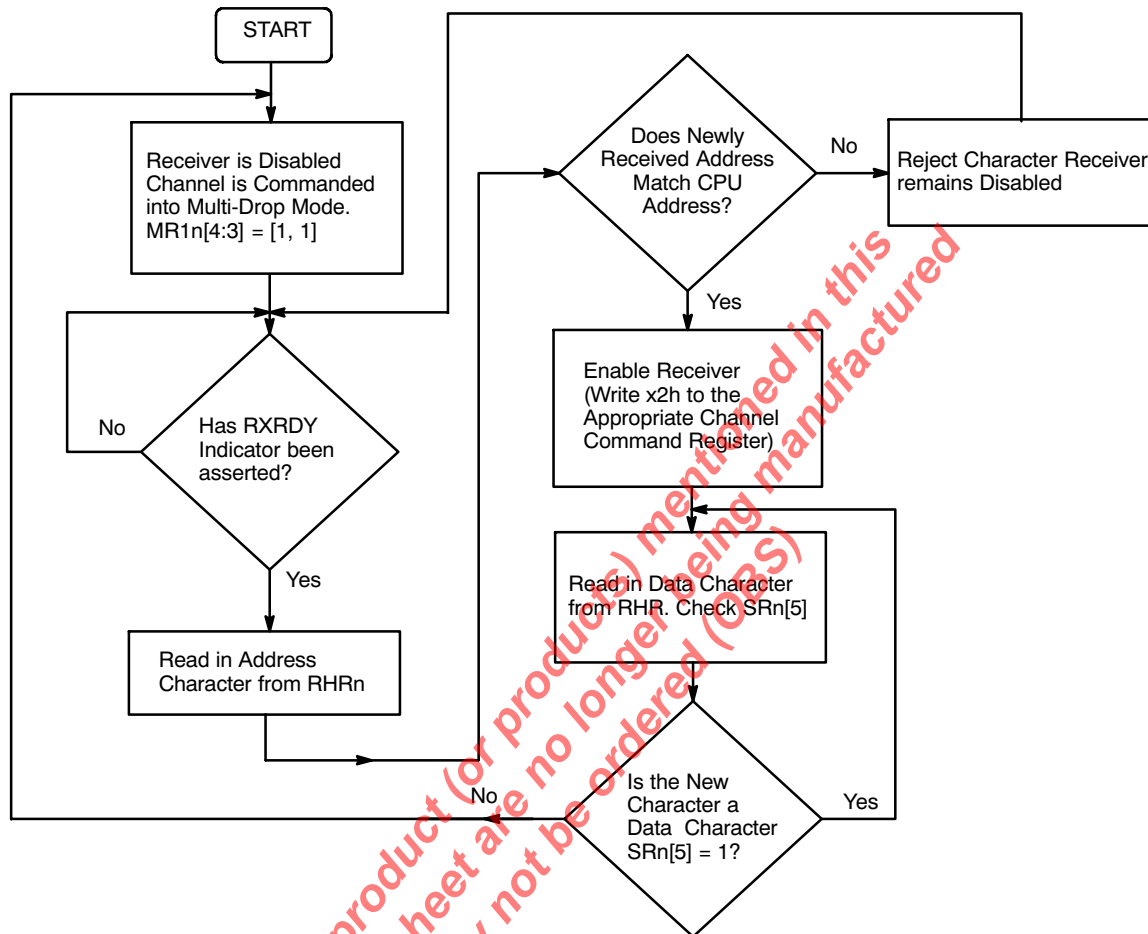 START
Receiver is Disabled
Channel is Commanded
into Multi-Drop Mode.
MR1n[4:3] = [1, 1]
No
Has RXRDY
Indicator been
asserted?
Yes
Read in Address
Character from RHRn
Does Newly
Received Address
Match CPU
Address?
No
Reject Character Receiver
remains Disabled
Yes
Enable Receiver
(Write x2h to the
Appropriate Channel
Command Register)
Read in Data Character
from RHR. Check SRn[5]
No
Is the New
Character a
Data Character
SRn[5] = 1?
Yes
product (or products) mentioned in this
sheet are no longer being manufactured
not be ordered (OBS)